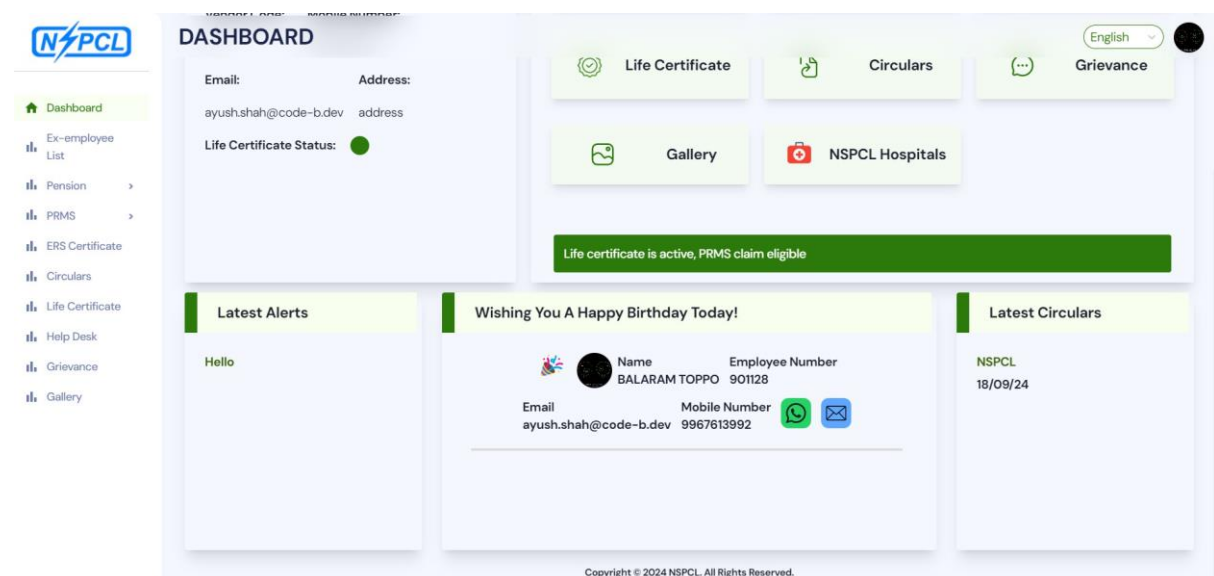 NSPCL
DASHBOARD
English
Dashboard
Ex-employee
List
Pension
PRMS
ERS Certificate
Circulars
Life Certificate
Help Desk
Grievance
Gallery
Vendor Code: Mobile Number:
Email: Address:
ayush.shah@code-b.dev address
Life Certificate Status:
Life Certificate
Circulars
Grievance
Gallery
NSPCL Hospitals
Life certificate is active, PRMS claim eligible
Latest Alerts
Hello
Wishing You A Happy Birthday Today!
Name Employee Number
BALARAM TOPPO 901128
Email Mobile Number
ayush.shah@code-b.dev 9967613992
Latest Circulars
NSPCL
18/09/24
Copyright © 2024 NSPCL. All Rights Reserved.